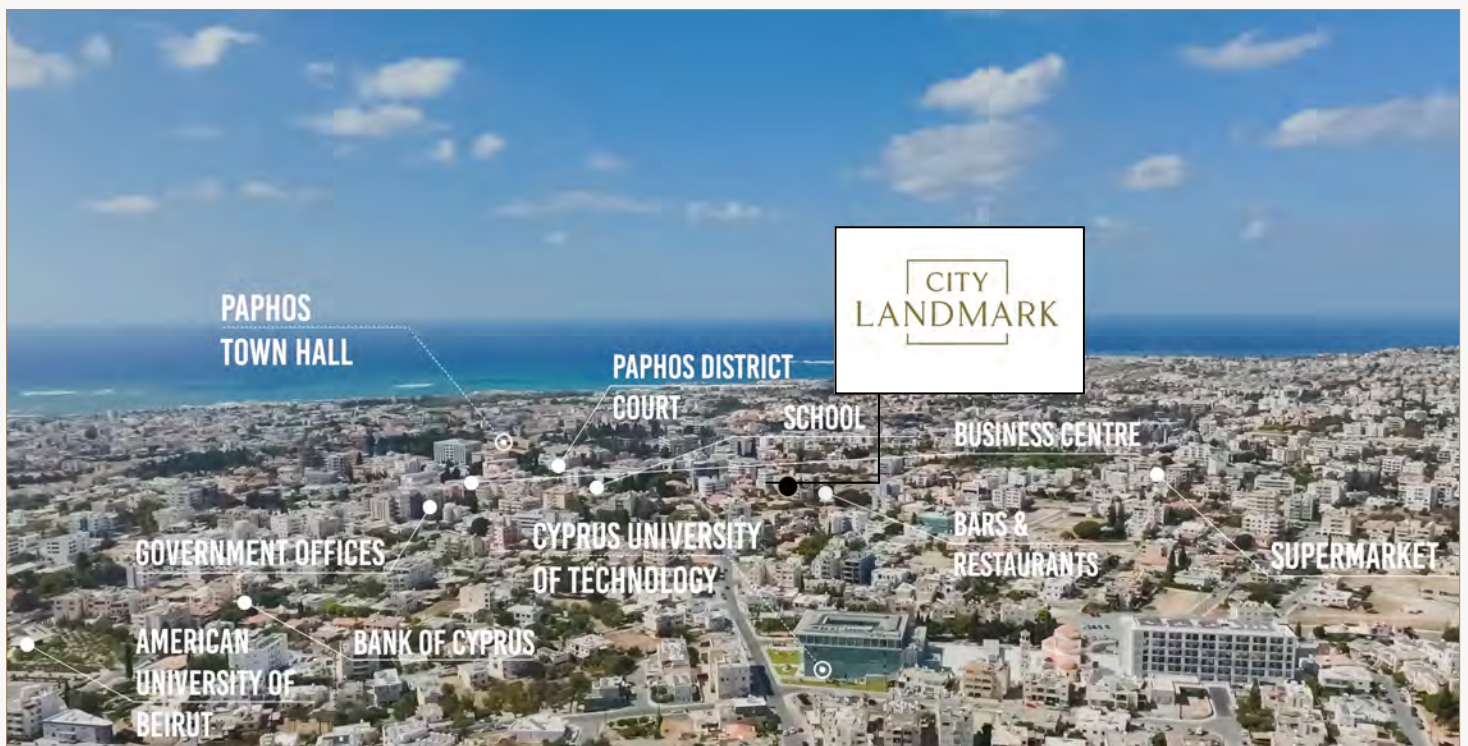 CITY
LANDMARK
PAPHOS
TOWN HALL
PAPHOS DISTRICT
COURT
SCHOOL
BUSINESS CENTRE
GOVERNMENT OFFICES
CYPRUS UNIVERSITY
OF TECHNOLOGY
BARS &
RESTAURANTS
SUPERMARKET
AMERICAN
UNIVERSITY OF
BEIRUT
BANK OF CYPRUS